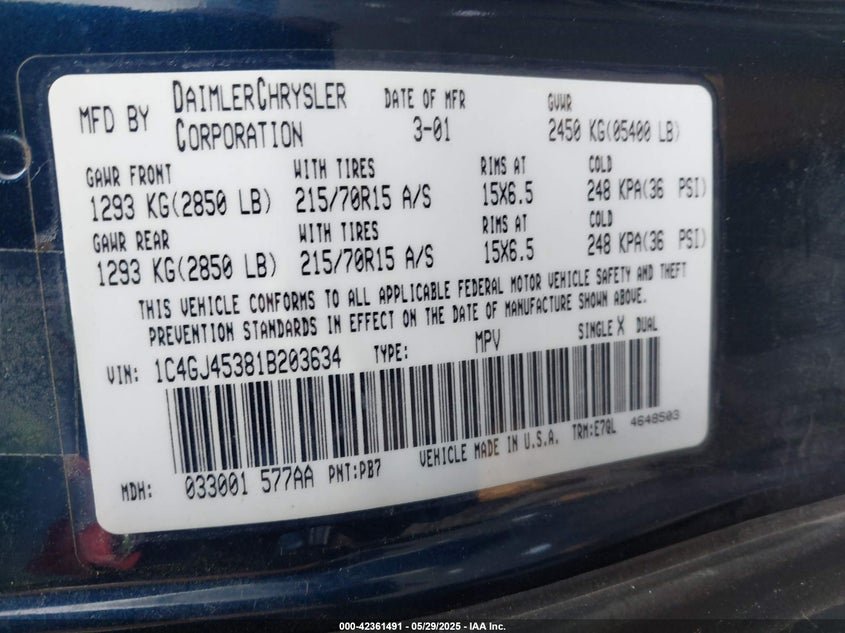 MFD BY DAIMLERCHRYSLER CORPORATION DATE OF MFR 3-01 GVWR 2450 KG(05400 LB)
GAWR FRONT WITH TIRES RIMS AT COLD
1293 KG(2850 LB) 215/70R15 A/S 15X6.5 248 KPA(36 PSI)
GAWR REAR WITH TIRES RIMS AT COLD
1293 KG(2850 LB) 215/70R15 A/S 15X6.5 248 KPA(36 PSI)
THIS VEHICLE CONFORMS TO ALL APPLICABLE FEDERAL MOTOR VEHICLE SAFETY AND THEFT
PREVENTION STANDARDS IN EFFECT ON THE DATE OF MANUFACTURE SHOWN ABOVE.
VIN: 1C4GJ45381B203634 TYPE: MPV SINGLE X DUAL
MDH: 033001 577AA PNT:PB7 VEHICLE MADE IN U.S.A. TRM:E7QL 4648503
000-42361491 | 05/29/2025 - IAA Inc.